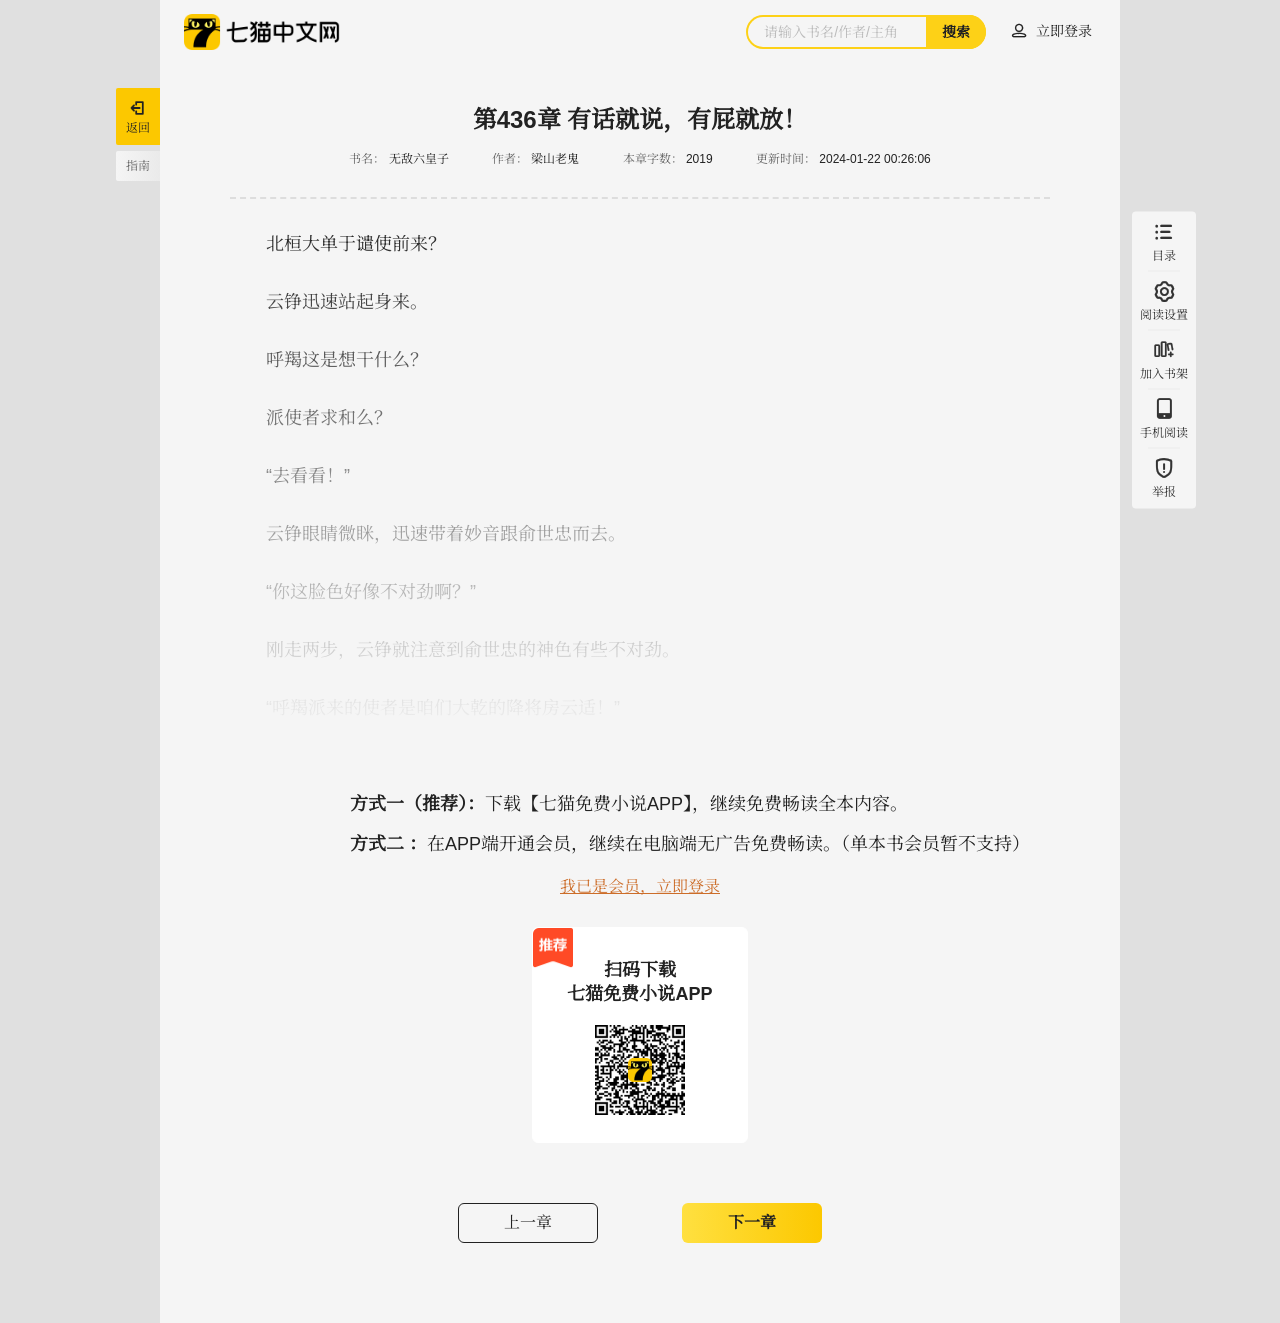 七猫中文网
请输入书名/作者/主角
搜索
立即登录
返回
指南
第436章 有话就说，有屁就放！
书名： 无敌六皇子 作者： 梁山老鬼 本章字数： 2019 更新时间： 2024-01-22 00:26:06
北桓大单于谴使前来？
云铮迅速站起身来。
呼羯这是想干什么？
派使者求和么？
“去看看！”
云铮眼睛微眯，迅速带着妙音跟俞世忠而去。
“你这脸色好像不对劲啊？”
刚走两步，云铮就注意到俞世忠的神色有些不对劲。
“呼羯派来的使者是咱们大乾的降将房云适！”
目录
阅读设置
加入书架
手机阅读
举报
方式一（推荐）：下载【七猫免费小说APP】，继续免费畅读全本内容。
方式二 ：在APP端开通会员，继续在电脑端无广告免费畅读。（单本书会员暂不支持）
我已是会员，立即登录
推荐
扫码下载
七猫免费小说APP
上一章
下一章